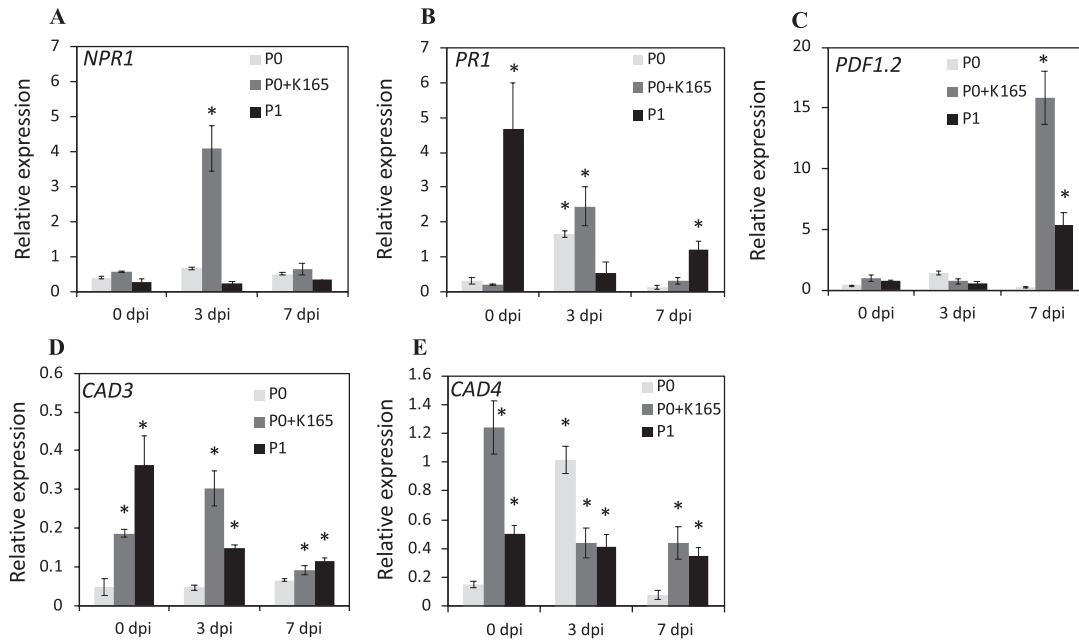 A
NPR1
Relative expression
7
6
5
4
3
2
1
0
P0
P0+K165
P1
*
0 dpi 3 dpi 7 dpi
B
PR1
Relative expression
7
6
5
4
3
2
1
0
P0
P0+K165
P1
*
* *
*
0 dpi 3 dpi 7 dpi
C
PDF1.2
Relative expression
20
15
10
5
0
P0
P0+K165
P1
*
*
0 dpi 3 dpi 7 dpi
D
CAD3
Relative expression
0.6
0.5
0.4
0.3
0.2
0.1
0
P0
P0+K165
P1
* *
* *
* *
0 dpi 3 dpi 7 dpi
E
CAD4
Relative expression
1.6
1.4
1.2
1
0.8
0.6
0.4
0.2
0
P0
P0+K165
P1
* *
* * *
* *
0 dpi 3 dpi 7 dpi